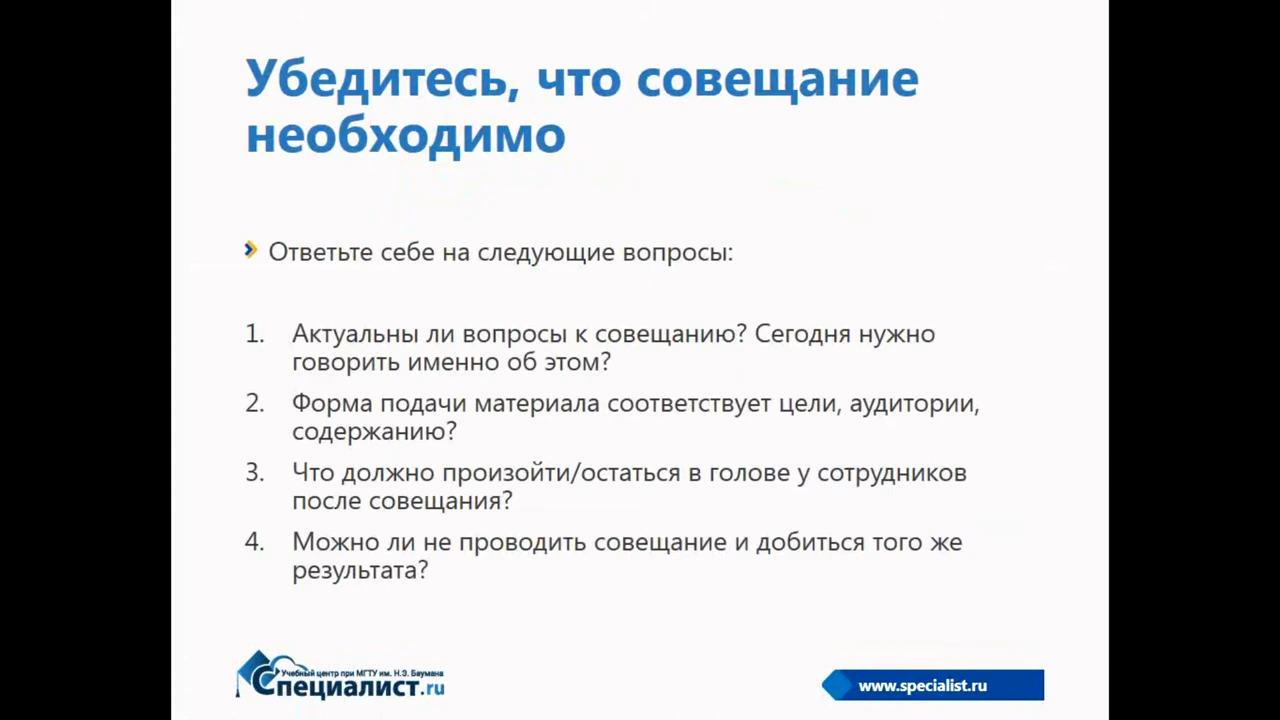 Убедитесь, что совещание
необходимо
Ответьте себе на следующие вопросы:
1. Актуальны ли вопросы к совещанию? Сегодня нужно
говорить именно об этом?
2. Форма подачи материала соответствует цели, аудитории,
содержанию?
3. Что должно произойти/остаться в голове у сотрудников
после совещания?
4. Можно ли не проводить совещание и добиться того же
результата?
Учебный центр при МГТУ им. Н.Э. Баумана
Специалист.ru
www.specialist.ru